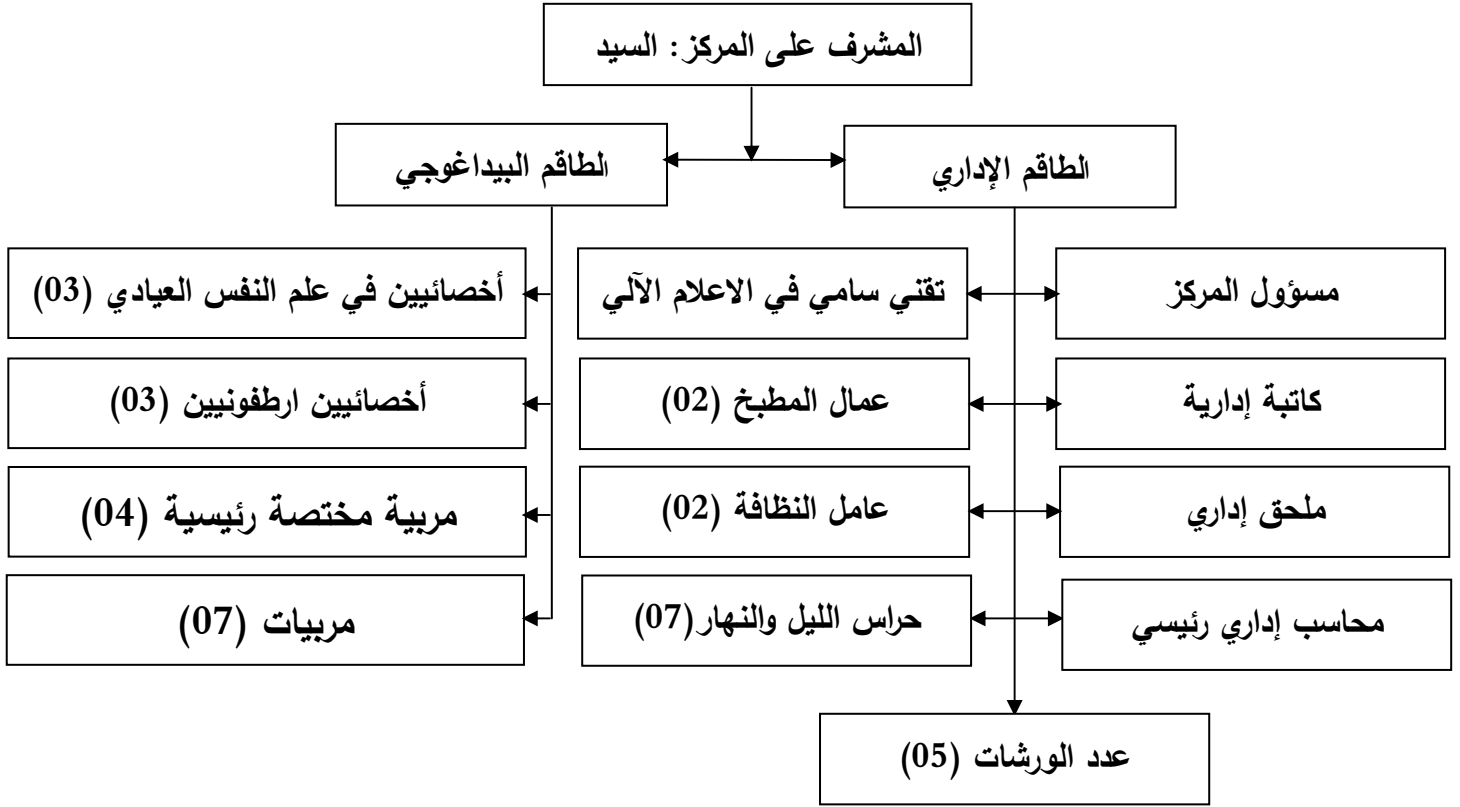 المشرف على المركز: السيد
الطاقم الإداري
الطاقم البيداغوجي
مسؤول المركز
تقني سامي في الاعلام الآلي
أخصائيين في علم النفس العيادي (03)
كاتبة إدارية
عمال المطبخ (02)
أخصائيين ارطفونيين (03)
ملحق إداري
عامل النظافة (02)
مربية مختصة رئيسية (04)
محاسب إداري رئيسي
حراس الليل والنهار(07)
مربيات (07)
عدد الورشات (05)